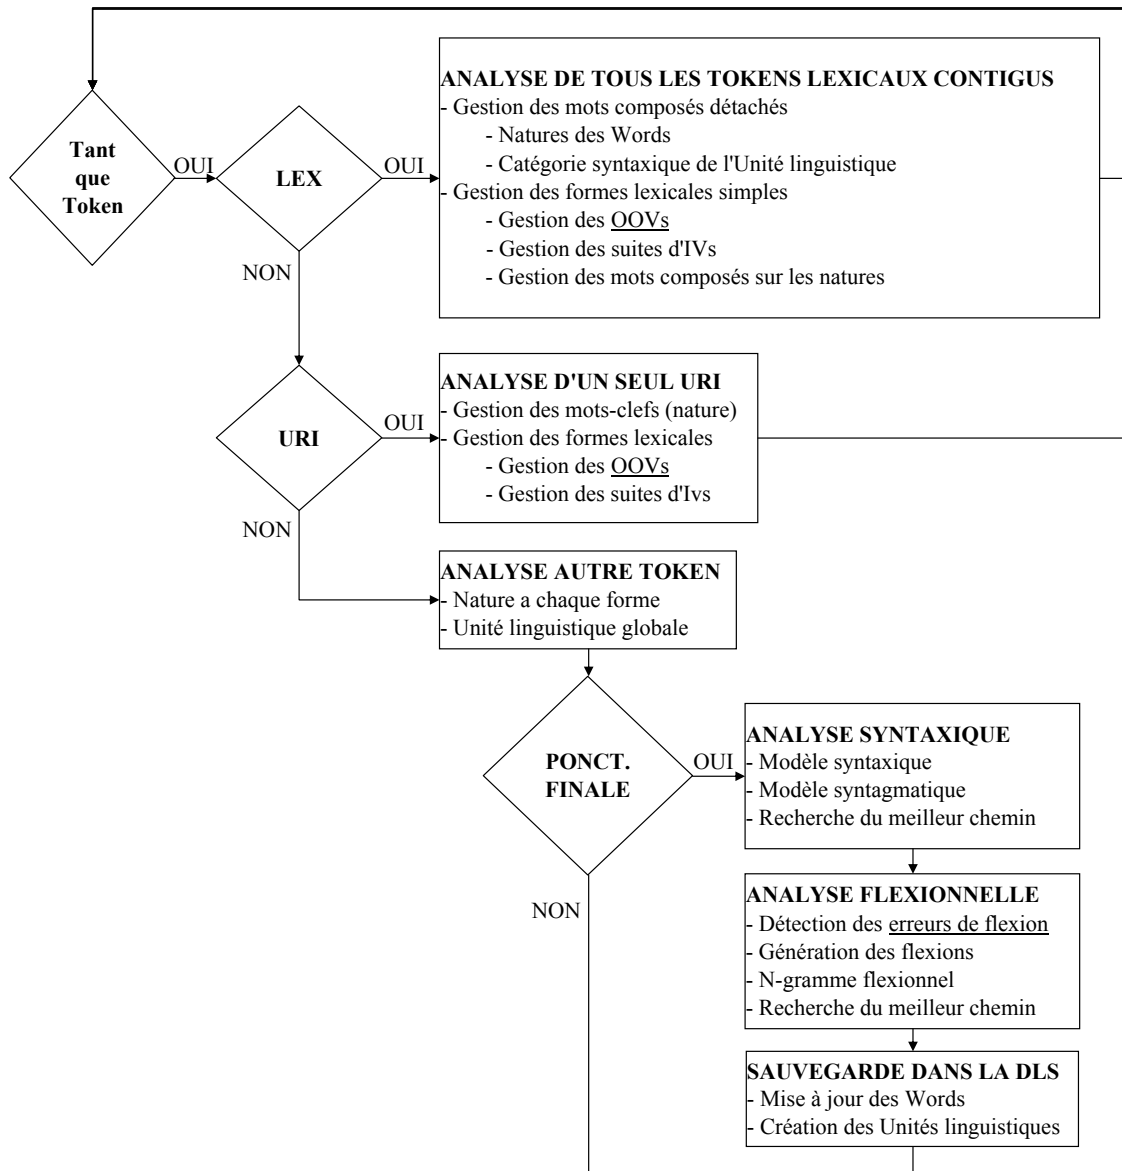 Tant
que
Token
OUI
LEX
OUI
ANALYSE DE TOUS LES TOKENS LEXICAUX CONTIGUS
- Gestion des mots composés détachés
- Natures des Words
- Catégorie syntaxique de l'Unité linguistique
- Gestion des formes lexicales simples
- Gestion des OOVs
- Gestion des suites d'IVs
- Gestion des mots composés sur les natures
NON
URI
OUI
ANALYSE D'UN SEUL URI
- Gestion des mots-clefs (nature)
- Gestion des formes lexicales
- Gestion des OOVs
- Gestion des suites d'Ivs
NON
ANALYSE AUTRE TOKEN
- Nature a chaque forme
- Unité linguistique globale
PONCT.
FINALE
OUI
ANALYSE SYNTAXIQUE
- Modèle syntaxique
- Modèle syntagmatique
- Recherche du meilleur chemin
NON
ANALYSE FLEXIONNELLE
- Détection des erreurs de flexion
- Génération des flexions
- N-gramme flexionnel
- Recherche du meilleur chemin
SAUVEGARDE DANS LA DLS
- Mise à jour des Words
- Création des Unités linguistiques